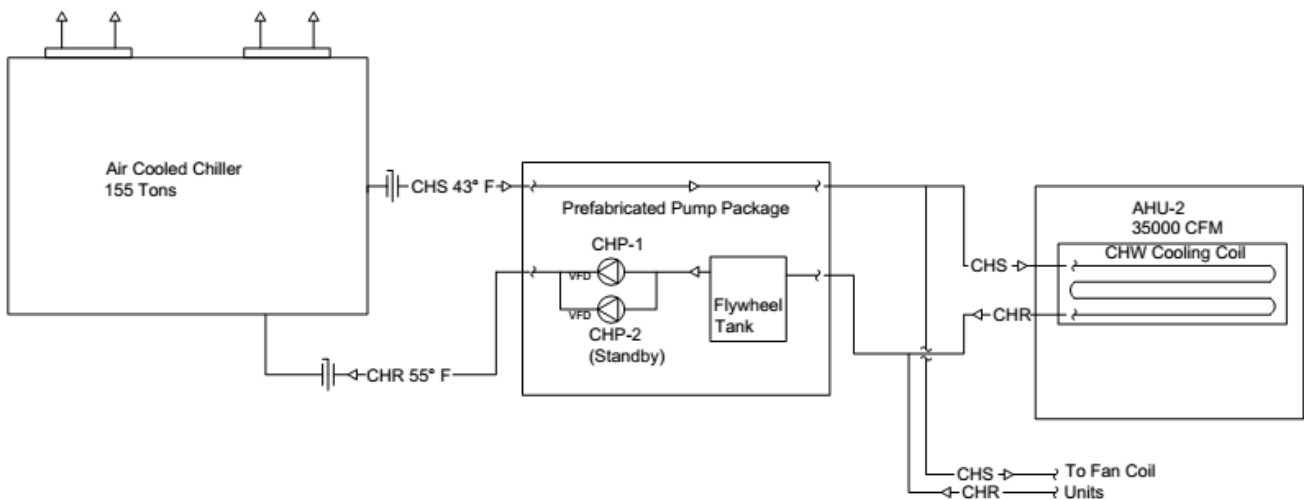 Air Cooled Chiller
155 Tons
CHS 43° F
Prefabricated Pump Package
CHP-1
VFD
VFD
CHP-2
(Standby)
Flywheel
Tank
CHR 55° F
AHU-2
35000 CFM
CHW Cooling Coil
CHS
CHR
CHS
To Fan Coil
CHR
Units